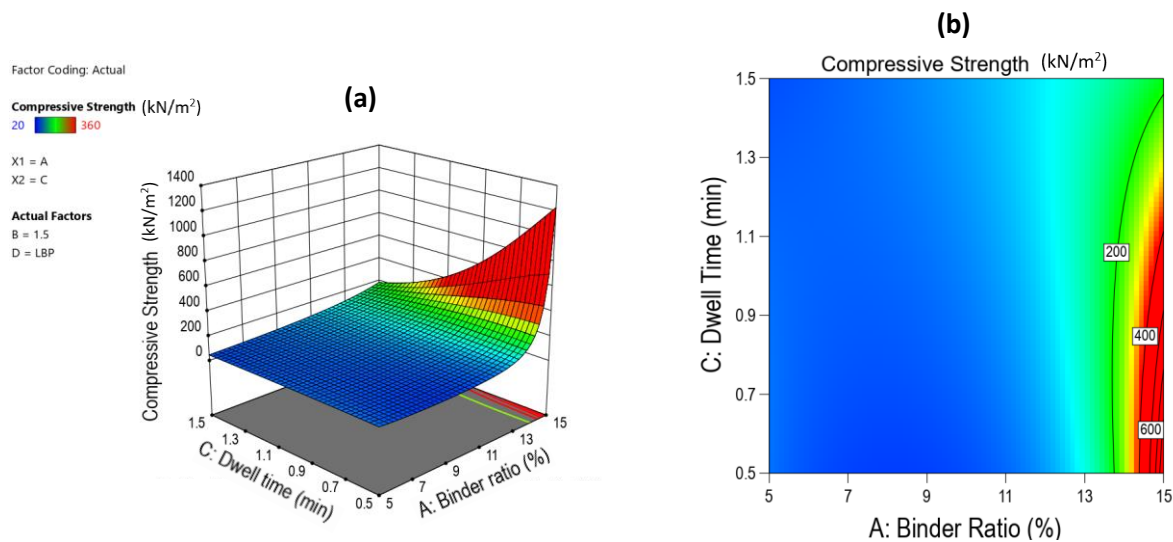 Factor Coding: Actual
Compressive Strength (kN/m²)
20 360
X1 = A
X2 = C
Actual Factors
B = 1.5
D = LBP
(a)
Compressive Strength (kN/m²)
1400
1200
1000
800
600
400
200
0
1.5
1.3
1.1
0.9
0.7
0.5
C: Dwell time (min)
5
7
9
11
13
15
A: Binder ratio (%)
(b)
Compressive Strength (kN/m²)
C: Dwell Time (min)
1.5
1.3
1.1
0.9
0.7
0.5
200
400
600
5 7 9 11 13 15
A: Binder Ratio (%)